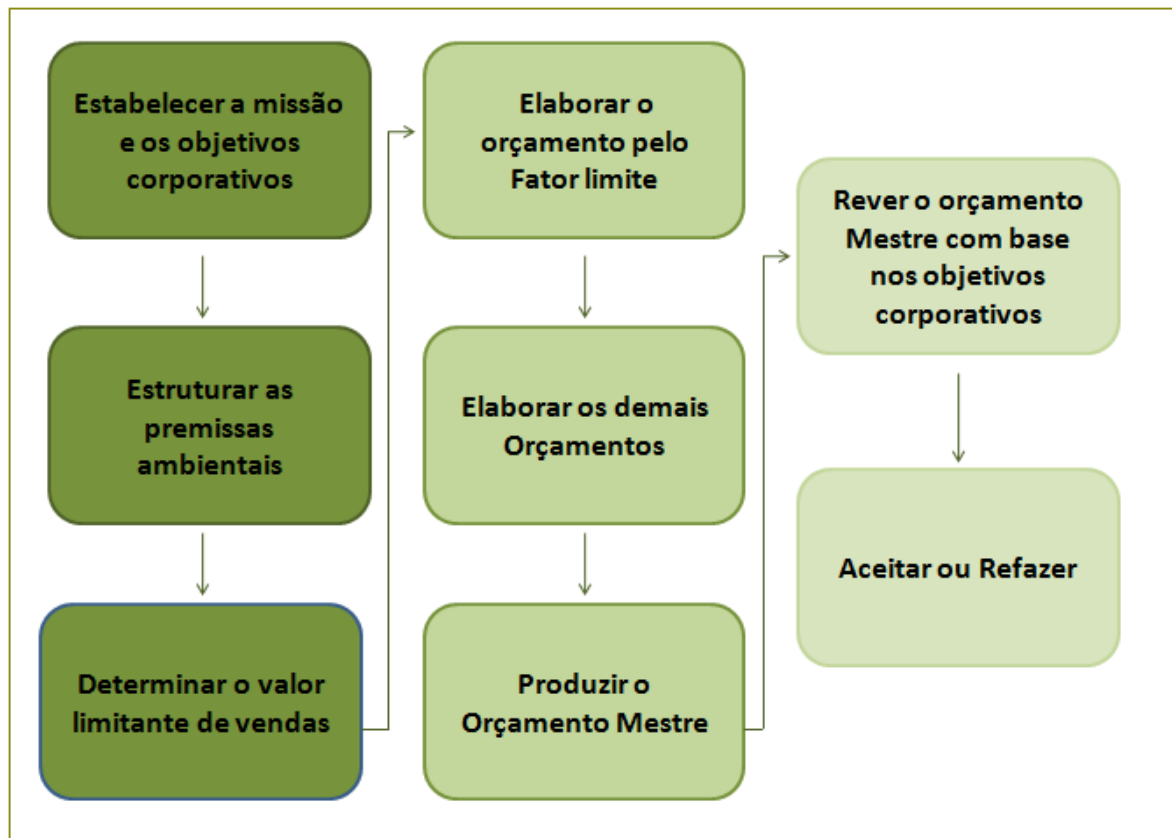 Estabelecer a missão
e os objetivos
corporativos
Estruturar as
premissas
ambientais
Determinar o valor
limitante de vendas
Elaborar o
orçamento pelo
Fator limite
Elaborar os demais
Orçamentos
Produzir o
Orçamento Mestre
Rever o orçamento
Mestre com base
nos objetivos
corporativos
Aceitar ou Refazer